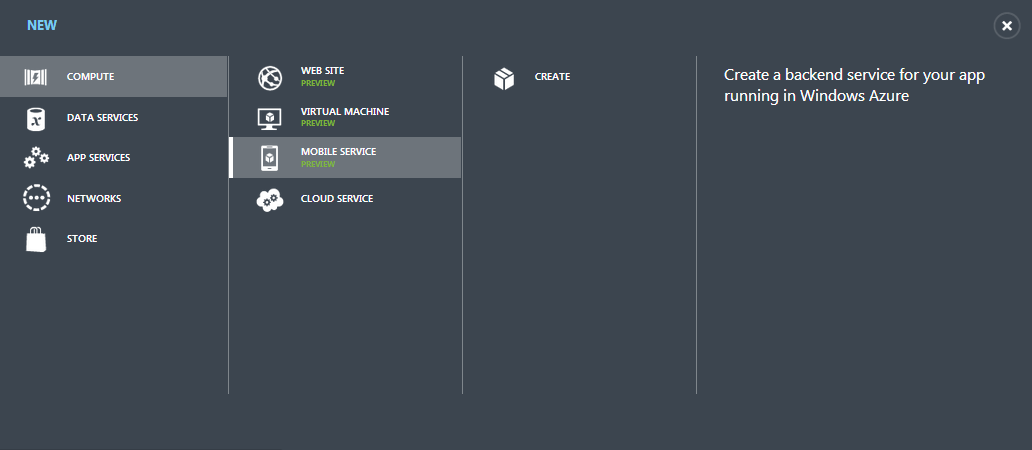 NEW
COMPUTE
DATA SERVICES
APP SERVICES
NETWORKS
STORE
WEB SITE
PREVIEW
VIRTUAL MACHINE
PREVIEW
MOBILE SERVICE
PREVIEW
CLOUD SERVICE
CREATE
Create a backend service for your app
running in Windows Azure